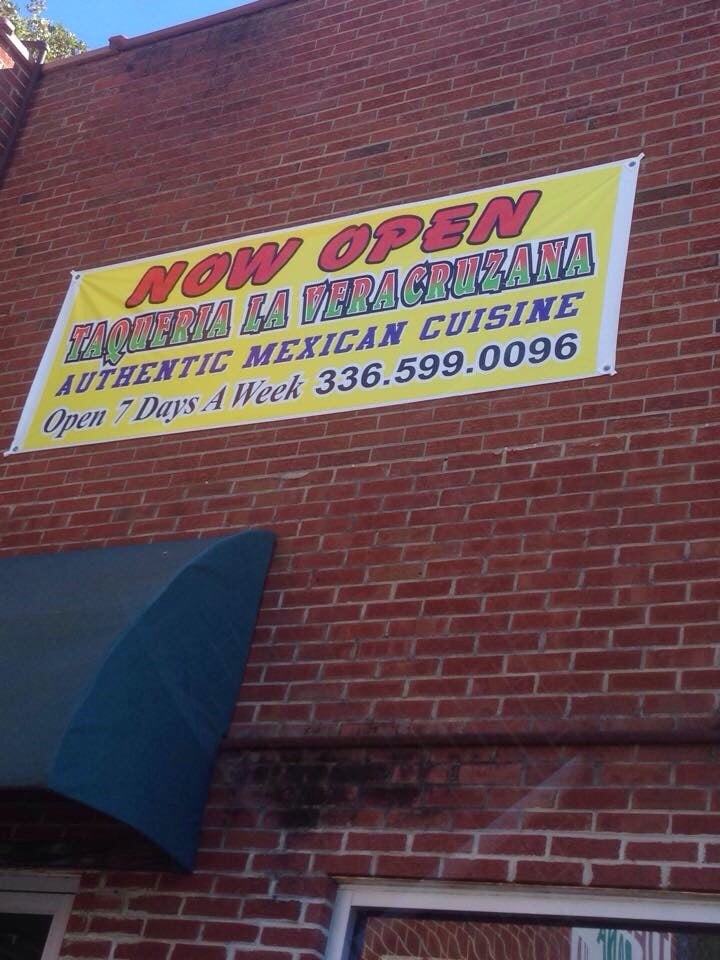 NOW OPEN
TAQUERIA LA VERACRUZANA
AUTHENTIC MEXICAN CUISINE
Open 7 Days A Week 336.599.0096